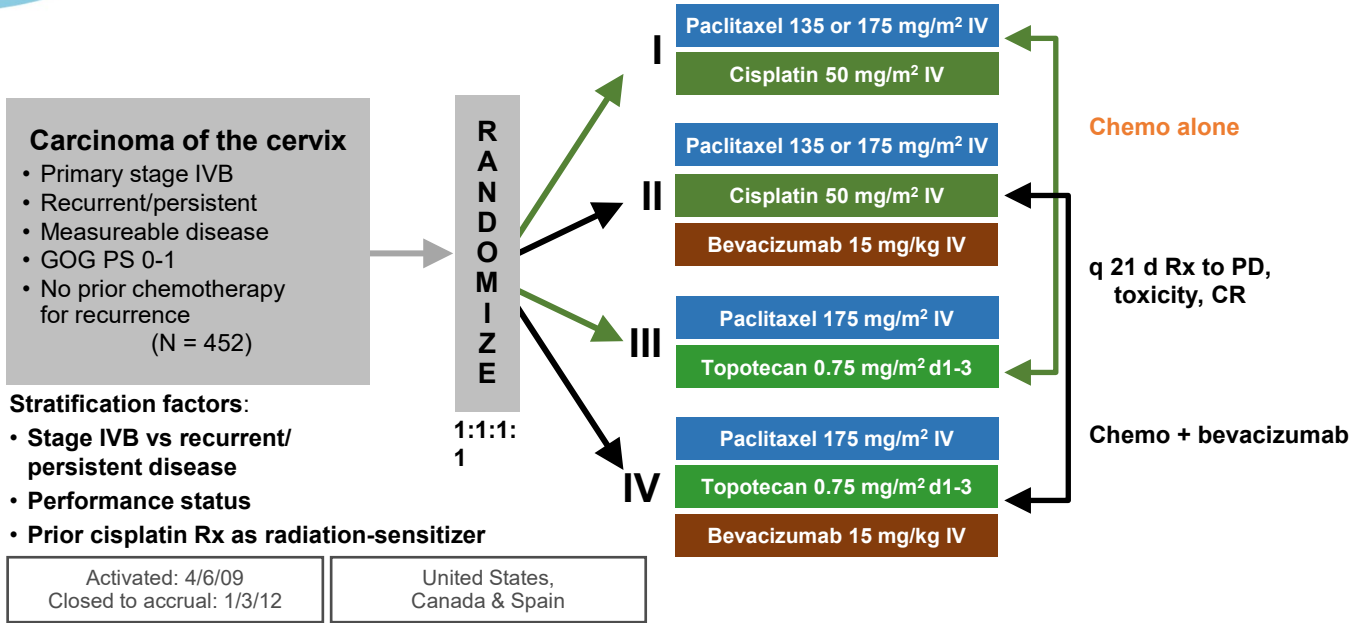 Carcinoma of the cervix
• Primary stage IVB
• Recurrent/persistent
• Measureable disease
• GOG PS 0-1
• No prior chemotherapy
for recurrence
(N = 452)
Stratification factors:
• Stage IVB vs recurrent/
persistent disease
• Performance status
• Prior cisplatin Rx as radiation-sensitizer
Activated: 4/6/09
Closed to accrual: 1/3/12
United States,
Canada & Spain
R
A
N
D
O
M
I
Z
E
1:1:1:
1
I
Paclitaxel 135 or 175 mg/m² IV
Cisplatin 50 mg/m² IV
II
Paclitaxel 135 or 175 mg/m² IV
Cisplatin 50 mg/m² IV
Bevacizumab 15 mg/kg IV
III
Paclitaxel 175 mg/m² IV
Topotecan 0.75 mg/m² d1-3
IV
Paclitaxel 175 mg/m² IV
Topotecan 0.75 mg/m² d1-3
Bevacizumab 15 mg/kg IV
Chemo alone
q 21 d Rx to PD,
toxicity, CR
Chemo + bevacizumab